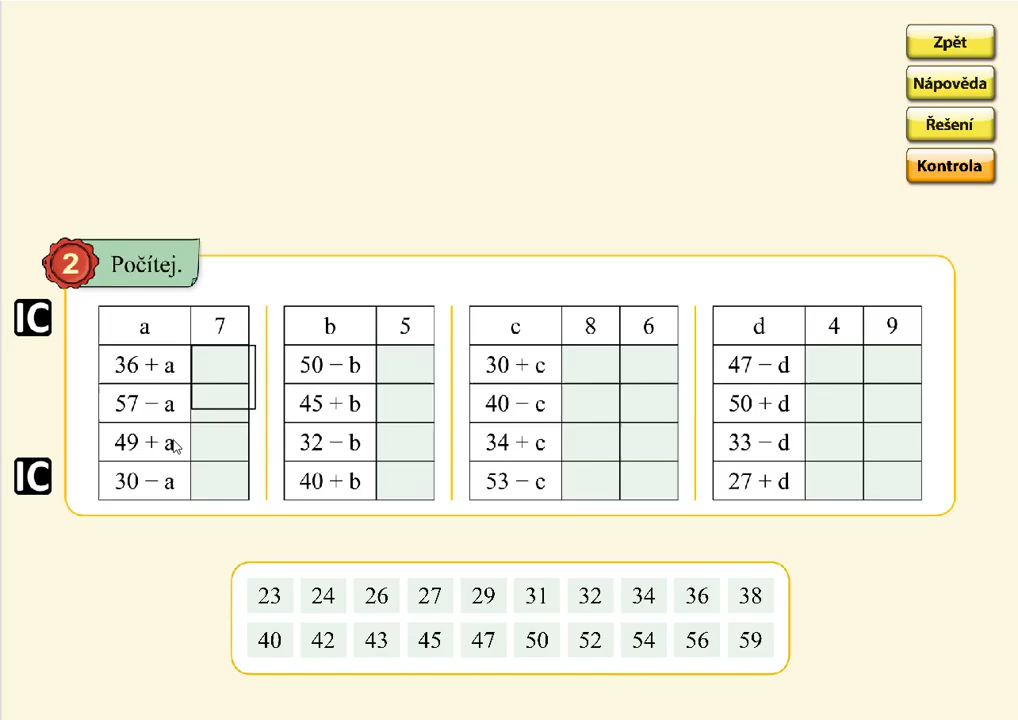 Zpět
Nápověda
Řešení
Kontrola
2 Počítej.
IC
a 7 b 5 c 8 6 d 4 9
36 + a 50 − b 30 + c 47 − d
57 − a 45 + b 40 − c 50 + d
49 + a 32 − b 34 + c 33 − d
IC
30 − a 40 + b 53 − c 27 + d
23 24 26 27 29 31 32 34 36 38
40 42 43 45 47 50 52 54 56 59